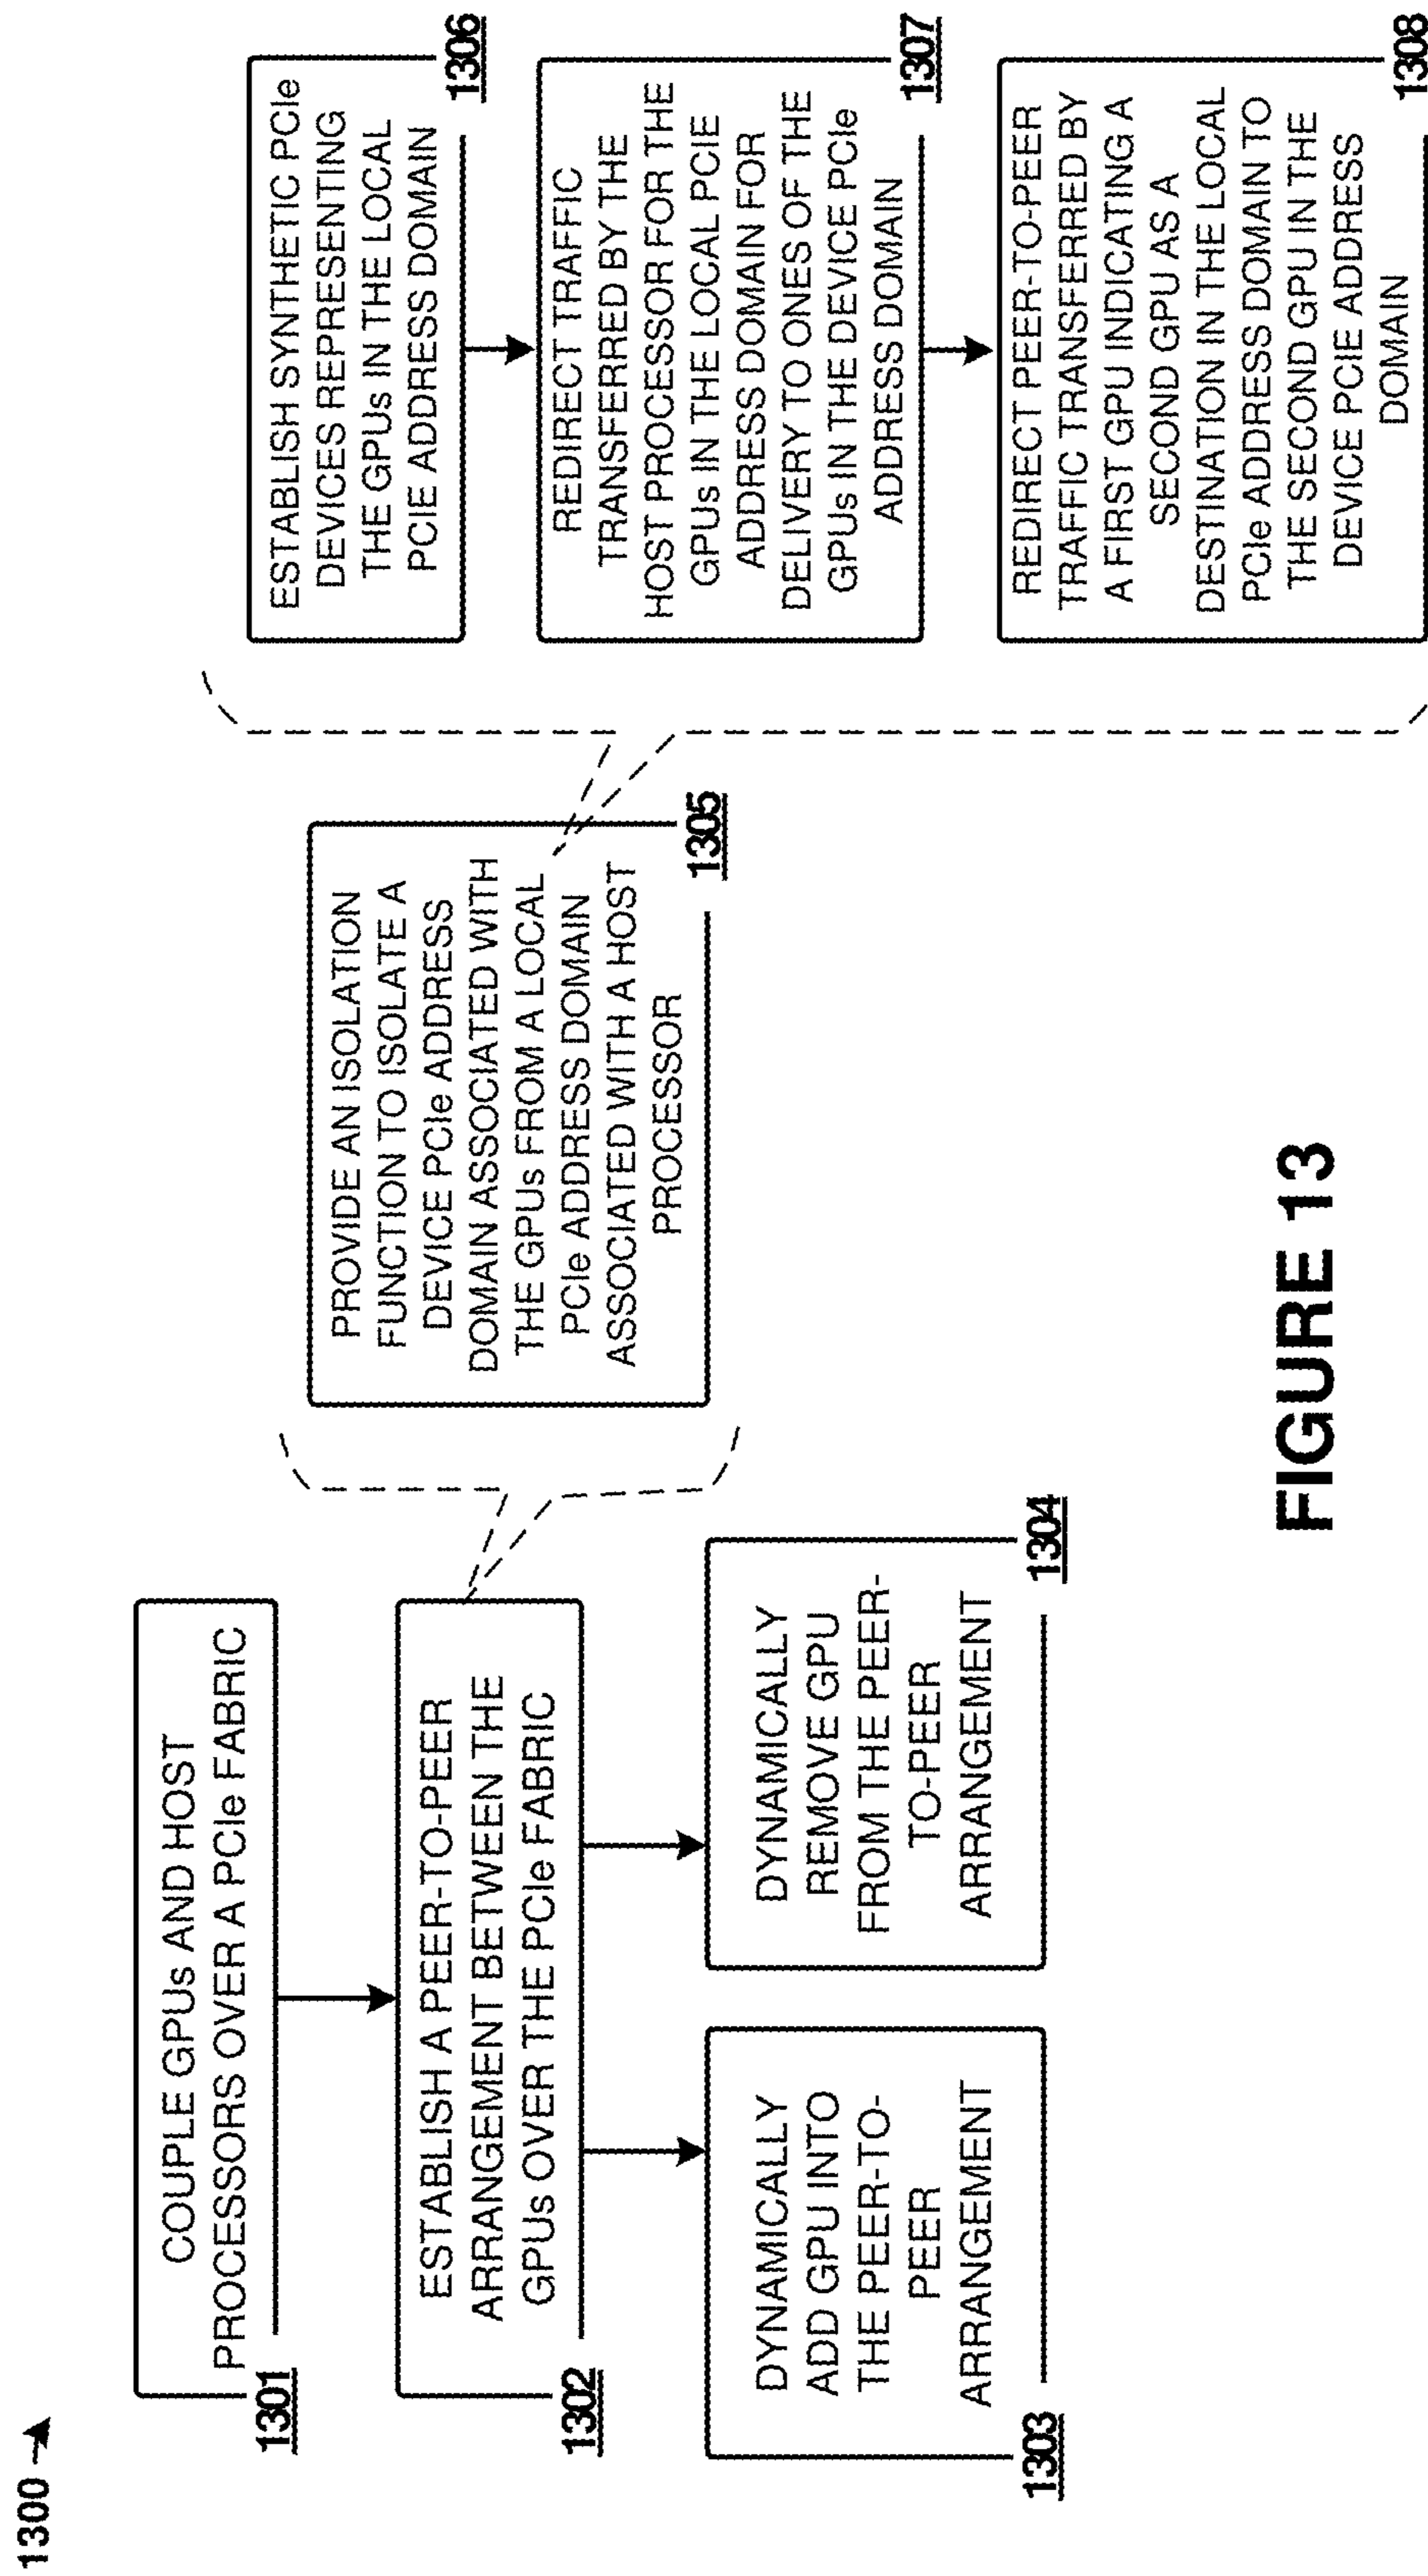 1300
COUPLE GPUs AND HOST
PROCESSORS OVER A PCIe FABRIC
1301
ESTABLISH A PEER-TO-PEER
ARRANGEMENT BETWEEN THE
GPUs OVER THE PCIe FABRIC
1302
DYNAMICALLY
ADD GPU INTO
THE PEER-TO-
PEER
ARRANGEMENT
1303
DYNAMICALLY
REMOVE GPU
FROM THE PEER-
TO-PEER
ARRANGEMENT
1304
PROVIDE AN ISOLATION
FUNCTION TO ISOLATE A
DEVICE PCIe ADDRESS
DOMAIN ASSOCIATED WITH
THE GPUs FROM A LOCAL
PCIe ADDRESS DOMAIN
ASSOCIATED WITH A HOST
PROCESSOR
1305
ESTABLISH SYNTHETIC PCIe
DEVICES REPRESENTING
THE GPUs IN THE LOCAL
PCIE ADDRESS DOMAIN
1306
REDIRECT TRAFFIC
TRANSFERRED BY THE
HOST PROCESSOR FOR THE
GPUs IN THE LOCAL PCIE
ADDRESS DOMAIN FOR
DELIVERY TO ONES OF THE
GPUs IN THE DEVICE PCIe
ADDRESS DOMAIN
1307
REDIRECT PEER-TO-PEER
TRAFFIC TRANSFERRED BY
A FIRST GPU INDICATING A
SECOND GPU AS A
DESTINATION IN THE LOCAL
PCIe ADDRESS DOMAIN TO
THE SECOND GPU IN THE
DEVICE PCIE ADDRESS
DOMAIN
1308
FIGURE 13